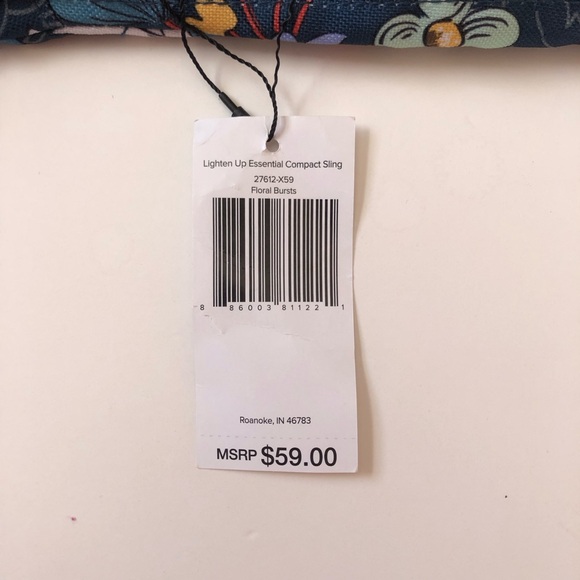 Lighten Up Essential Compact Sling
27612-X59
Floral Bursts
8 86003 81122 1
Roanoke, IN 46783
MSRP $59.00